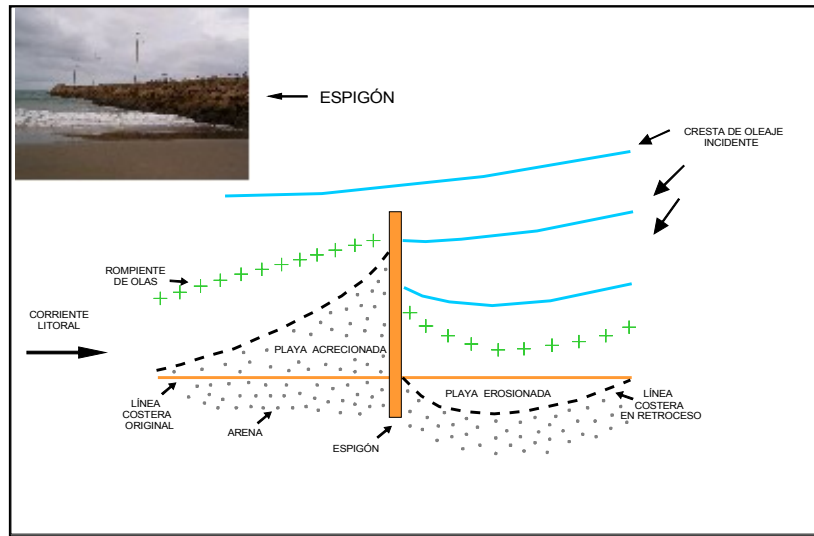 ESPIGÓN
CRESTA DE OLEAJE
INCIDENTE
ROMPIENTE
DE OLAS
CORRIENTE
LITORAL
PLAYA ACRECIONADA
PLAYA EROSIONADA
LÍNEA
COSTERA
ORIGINAL
ARENA
ESPIGÓN
LÍNEA
COSTERA
EN RETROCESO